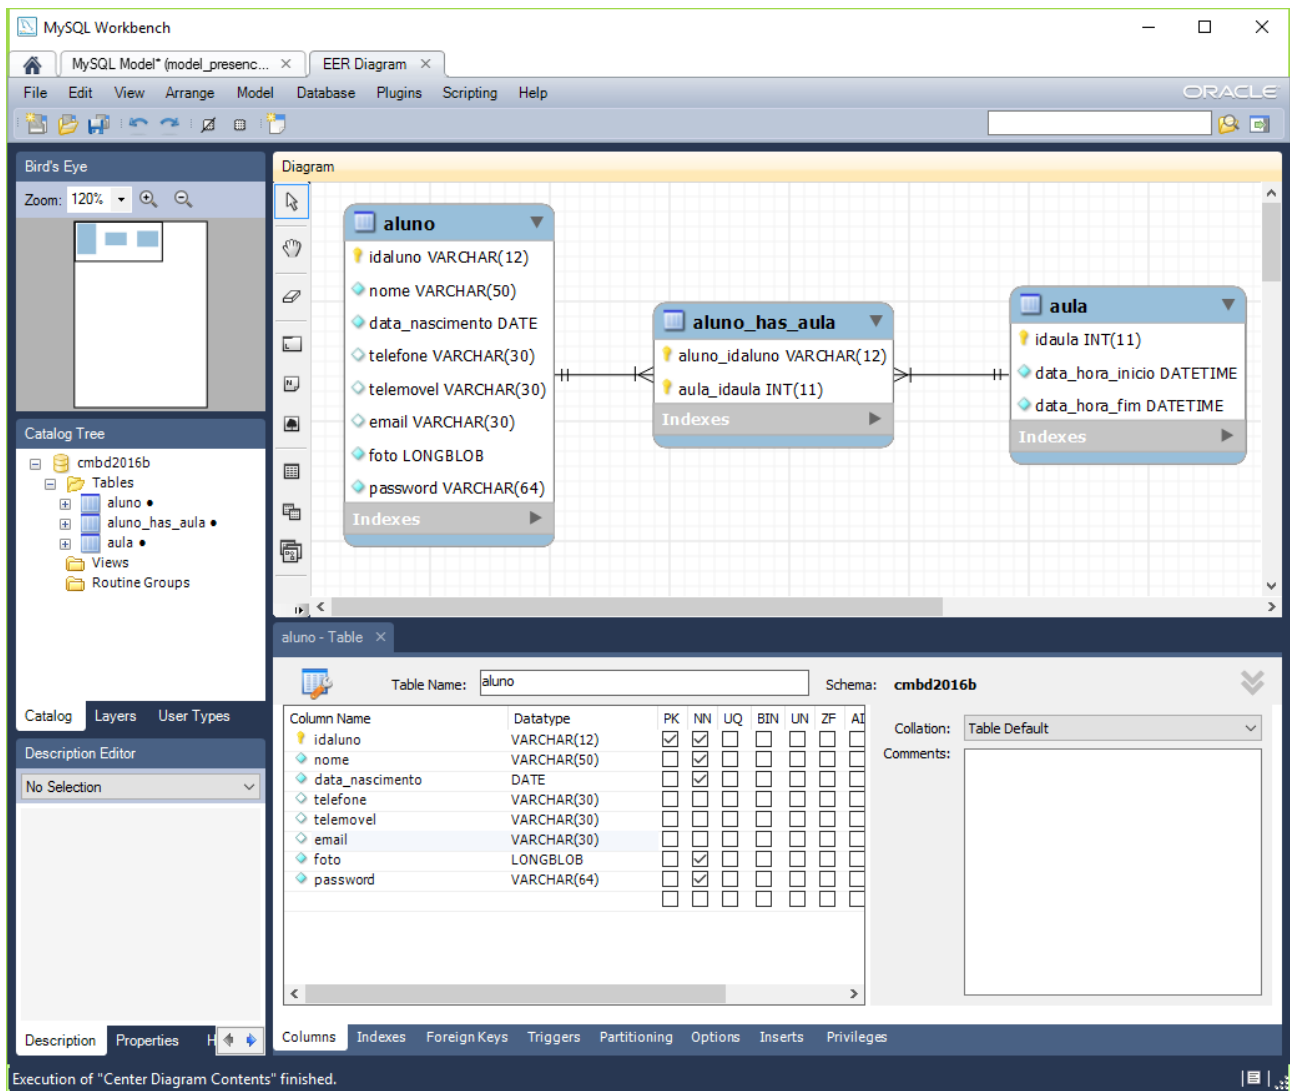 MySQL Workbench
MySQL Model* (model_presenc... × EER Diagram ×
File Edit View Arrange Model Database Plugins Scripting Help
ORACLE
Bird's Eye
Zoom: 120%
Diagram
aluno
idaluno VARCHAR(12)
nome VARCHAR(50)
data_nascimento DATE
telefone VARCHAR(30)
telemovel VARCHAR(30)
email VARCHAR(30)
foto LONGBLOB
password VARCHAR(64)
Indexes
aluno_has_aula
aluno_idaluno VARCHAR(12)
aula_idaula INT(11)
Indexes
aula
idaula INT(11)
data_hora_inicio DATETIME
data_hora_fim DATETIME
Indexes
Catalog Tree
cmbd2016b
Tables
aluno •
aluno_has_aula •
aula •
Views
Routine Groups
Catalog Layers User Types
Description Editor
No Selection
Description Properties H
aluno - Table ×
Table Name: aluno Schema: cmbd2016b
Column Name Datatype PK NN UQ BIN UN ZF AI
idaluno VARCHAR(12)
nome VARCHAR(50)
data_nascimento DATE
telefone VARCHAR(30)
telemovel VARCHAR(30)
email VARCHAR(30)
foto LONGBLOB
password VARCHAR(64)
Collation: Table Default
Comments:
Columns Indexes Foreign Keys Triggers Partitioning Options Inserts Privileges
Execution of "Center Diagram Contents" finished.